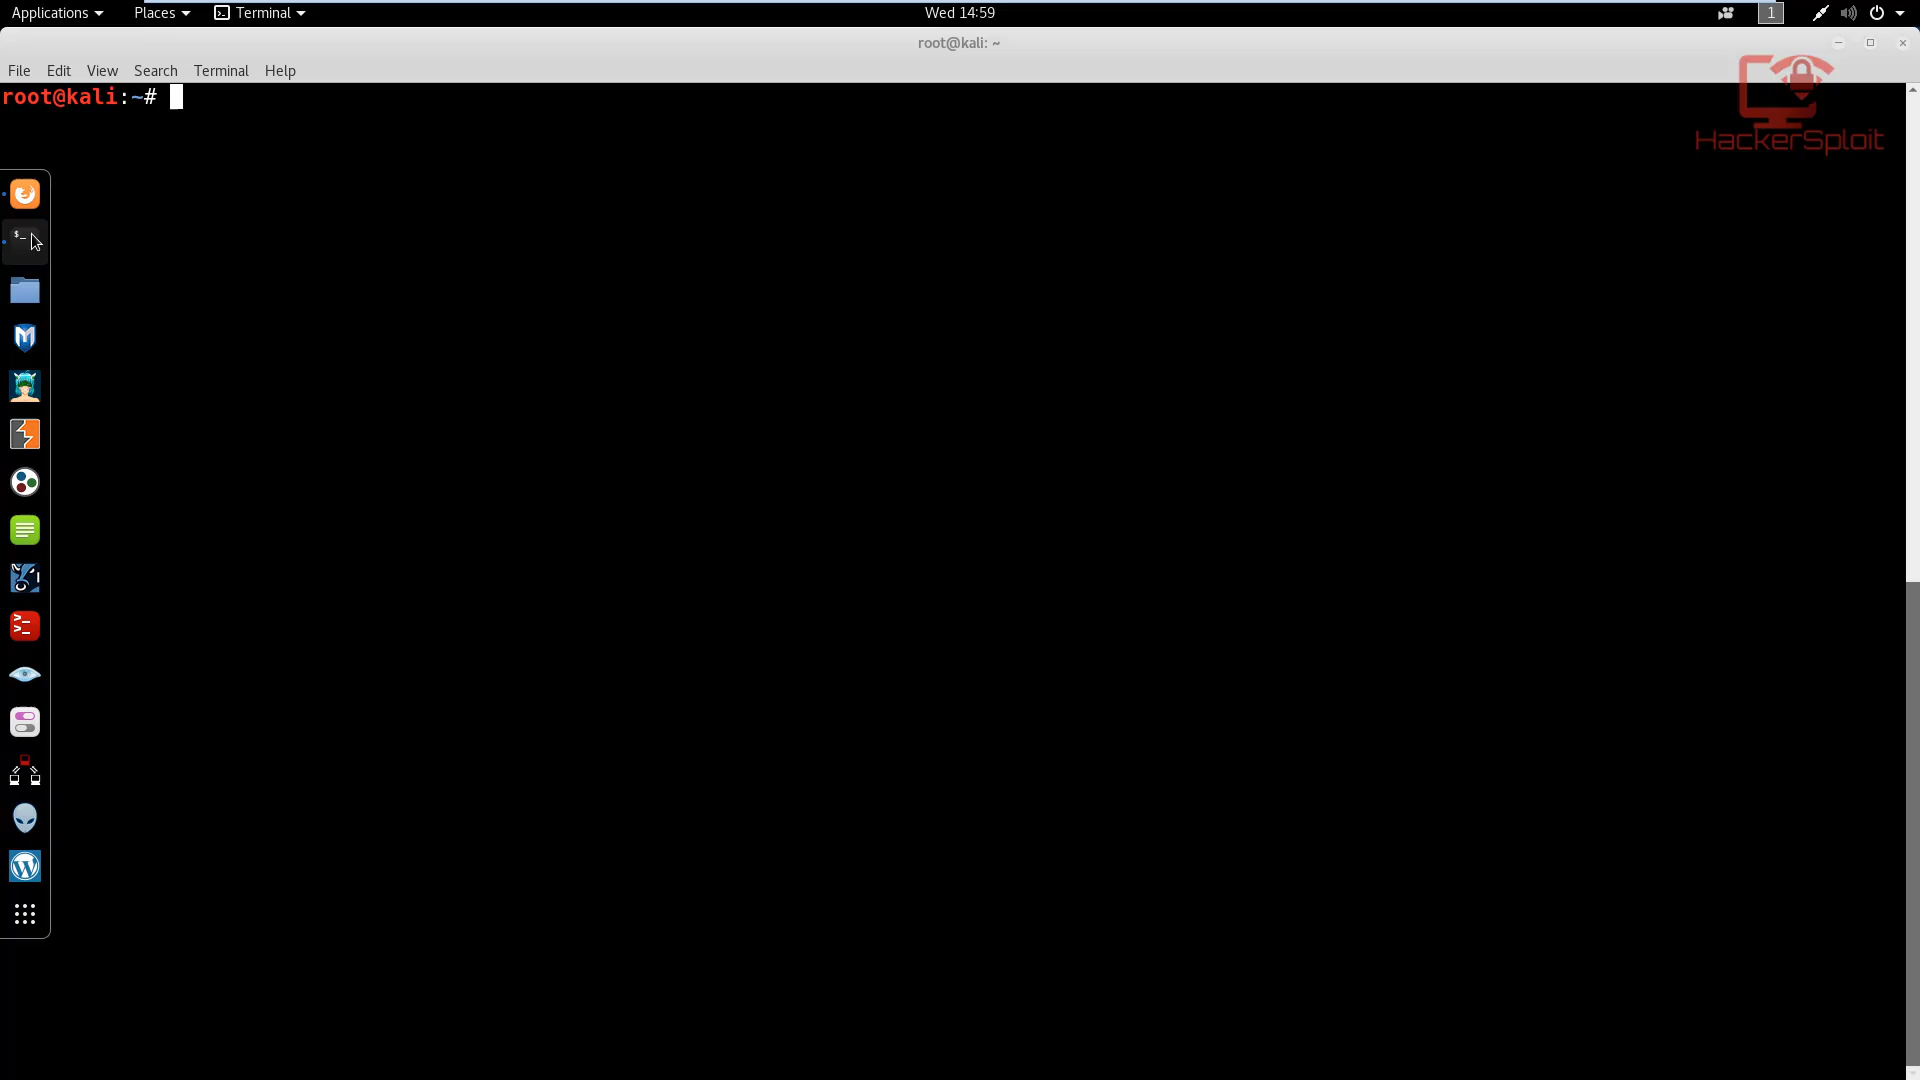 Applications Places Terminal Wed 14:59 1
root@kali: ~
File Edit View Search Terminal Help
root@kali:~#
HackerSploit
$_